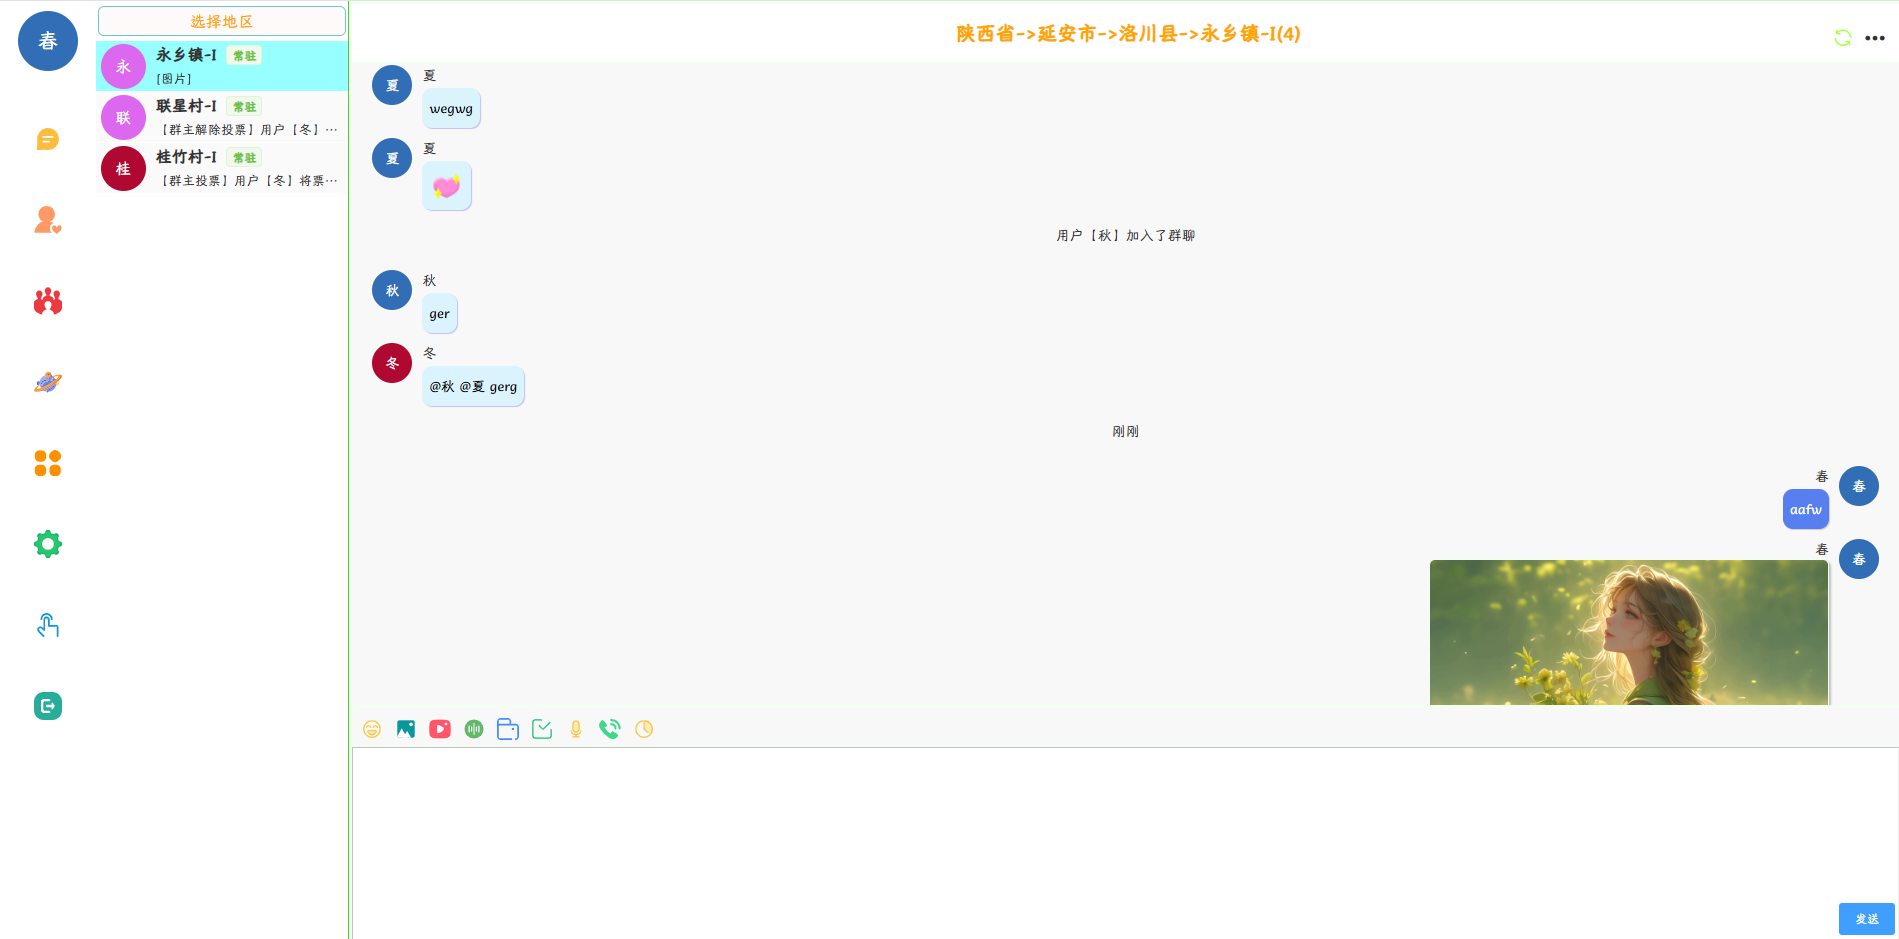 春
选择地区
永
永乡镇-I 常驻
[图片]
联
联星村-I 常驻
【群主解除投票】用户【冬】···
桂
桂竹村-I 常驻
【群主投票】用户【冬】将票···
陕西省->延安市->洛川县->永乡镇-I(4)
夏
夏
wegwg
夏
夏
用户【秋】加入了群聊
秋
秋
ger
冬
冬
@秋 @夏 gerg
刚刚
春
春
aafw
春
春
发送